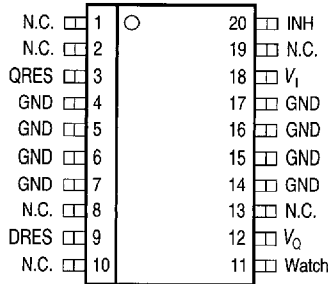 N.C. 1 20 INH
N.C. 2 19 N.C.
QRES 3 18 VI
GND 4 17 GND
GND 5 16 GND
GND 6 15 GND
GND 7 14 GND
N.C. 8 13 N.C.
DRES 9 12 VQ
N.C. 10 11 Watch